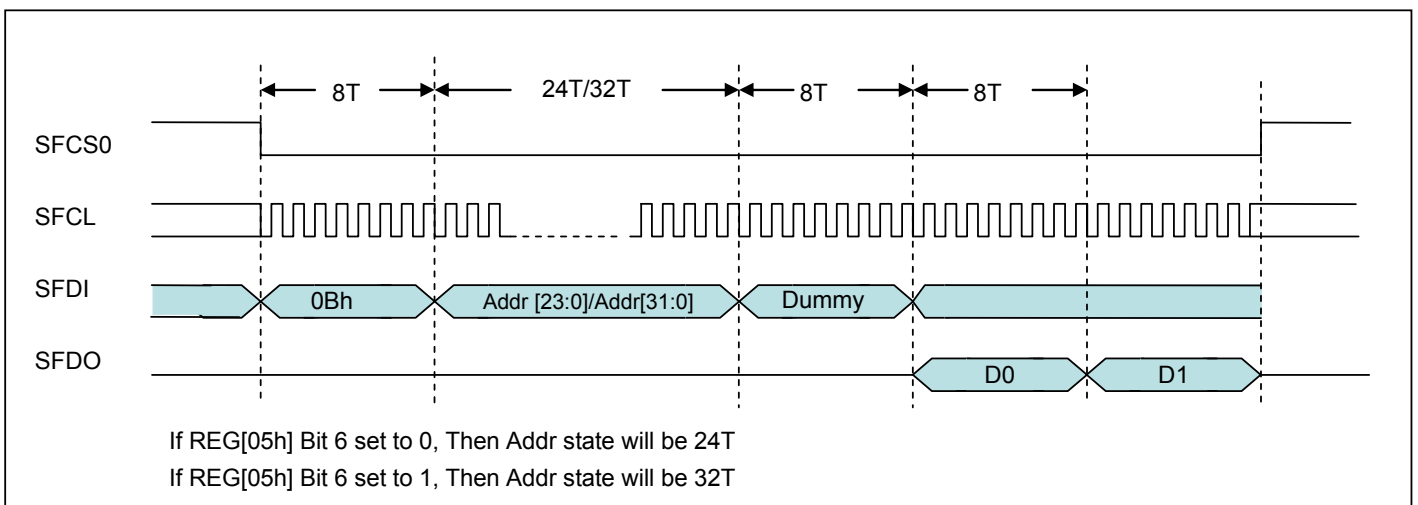 8T 24T/32T 8T 8T
SFCS0
SFCL
SFDI 0Bh Addr [23:0]/Addr[31:0] Dummy
SFDO D0 D1
If REG[05h] Bit 6 set to 0, Then Addr state will be 24T
If REG[05h] Bit 6 set to 1, Then Addr state will be 32T